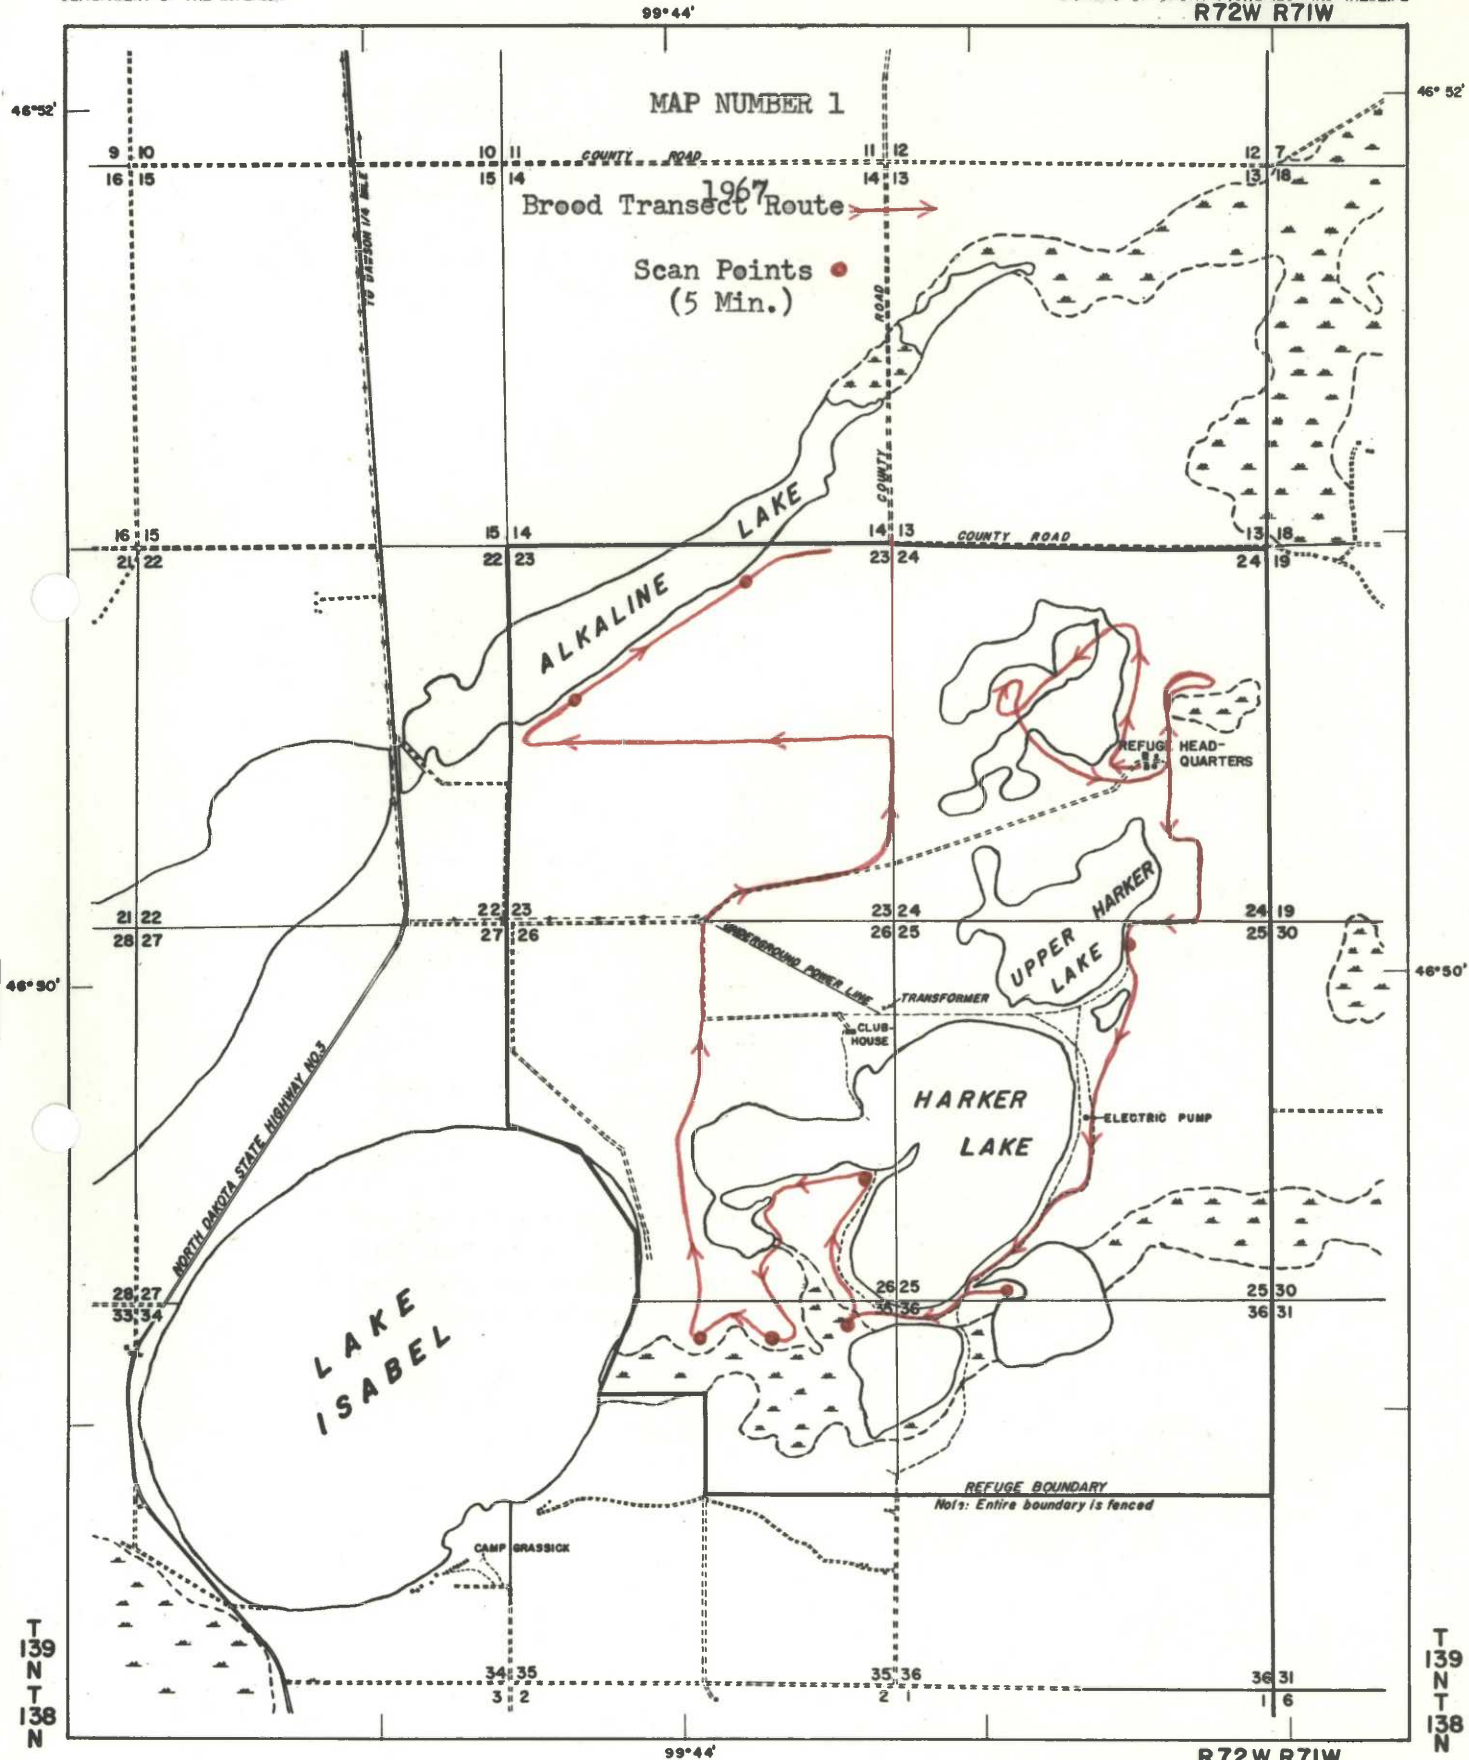 99°44'
R72W R71W
46°52'
46°52'
MAP NUMBER 1
9 10
16 15
10 11
15 14
COUNTY ROAD
11 12
14 13
12 7
13 18
TO DAWSON 1/4 MILE
1967
Brood Transect Route
Scan Points
(5 Min.)
COUNTY ROAD
ALKALINE LAKE
16 15
21 22
15 14
22 23
14 13
23 24
COUNTY ROAD
13 18
24 19
REFUGE HEAD-
QUARTERS
21 22
28 27
22 23
27 26
23 24
26 25
24 19
25 30
UPPER HARKER
LAKE
UNDERGROUND POWER LINE
TRANSFORMER
46°50'
46°50'
CLUB
HOUSE
HARKER
LAKE
ELECTRIC PUMP
NORTH DAKOTA STATE HIGHWAY NO.3
28 27
33 34
26 25
35 36
25 30
36 31
LAKE
ISABEL
REFUGE BOUNDARY
Note: Entire boundary is fenced
CAMP GRASSICK
T
139
N
T
138
N
T
139
N
T
138
N
34 35
3 2
35 36
2 1
36 31
1 6
99°44'
R72W R71W